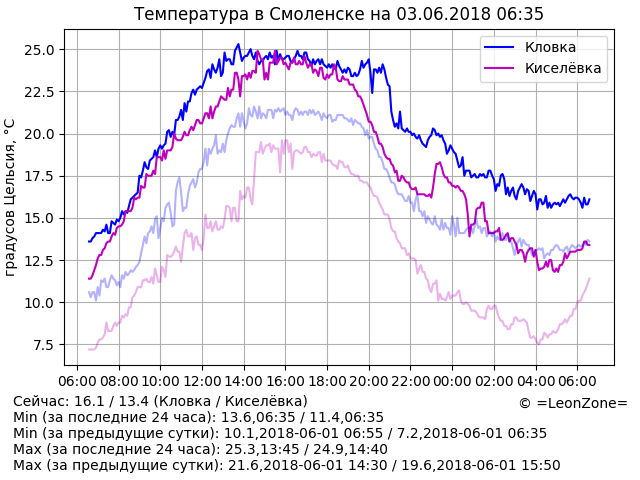 Температура в Смоленске на 03.06.2018 06:35
Кловка
Киселёвка
градусов Цельсия, °C
25.0
22.5
20.0
17.5
15.0
12.5
10.0
7.5
06:00 08:00 10:00 12:00 14:00 16:00 18:00 20:00 22:00 00:00 02:00 04:00 06:00
Сейчас: 16.1 / 13.4 (Кловка / Киселёвка)
© =LeonZone=
Min (за последние 24 часа): 13.6,06:35 / 11.4,06:35
Min (за предыдущие сутки): 10.1,2018-06-01 06:55 / 7.2,2018-06-01 06:35
Max (за последние 24 часа): 25.3,13:45 / 24.9,14:40
Max (за предыдущие сутки): 21.6,2018-06-01 14:30 / 19.6,2018-06-01 15:50